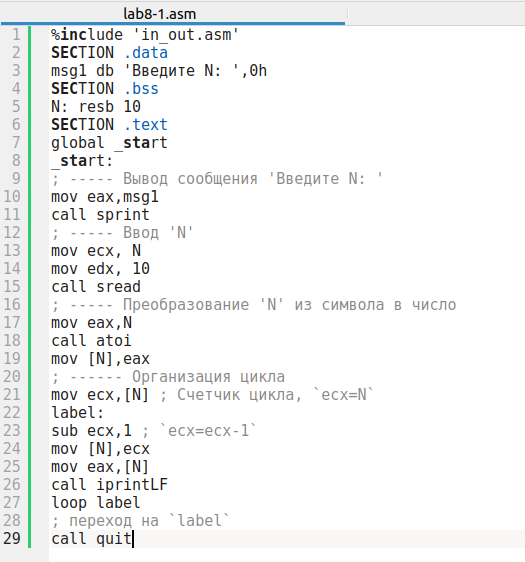 lab8-1.asm
1 %include 'in_out.asm'
2 SECTION .data
3 msg1 db 'Введите N: ',0h
4 SECTION .bss
5 N: resb 10
6 SECTION .text
7 global _start
8 _start:
9 ; ----- Вывод сообщения 'Введите N: '
10 mov eax,msg1
11 call sprint
12 ; ----- Ввод 'N'
13 mov ecx, N
14 mov edx, 10
15 call sread
16 ; ----- Преобразование 'N' из символа в число
17 mov eax,N
18 call atoi
19 mov [N],eax
20 ; ------ Организация цикла
21 mov ecx,[N] ; Счетчик цикла, `ecx=N`
22 label:
23 sub ecx,1 ; `ecx=ecx-1`
24 mov [N],ecx
25 mov eax,[N]
26 call iprintLF
27 loop label
28 ; переход на `label`
29 call quit